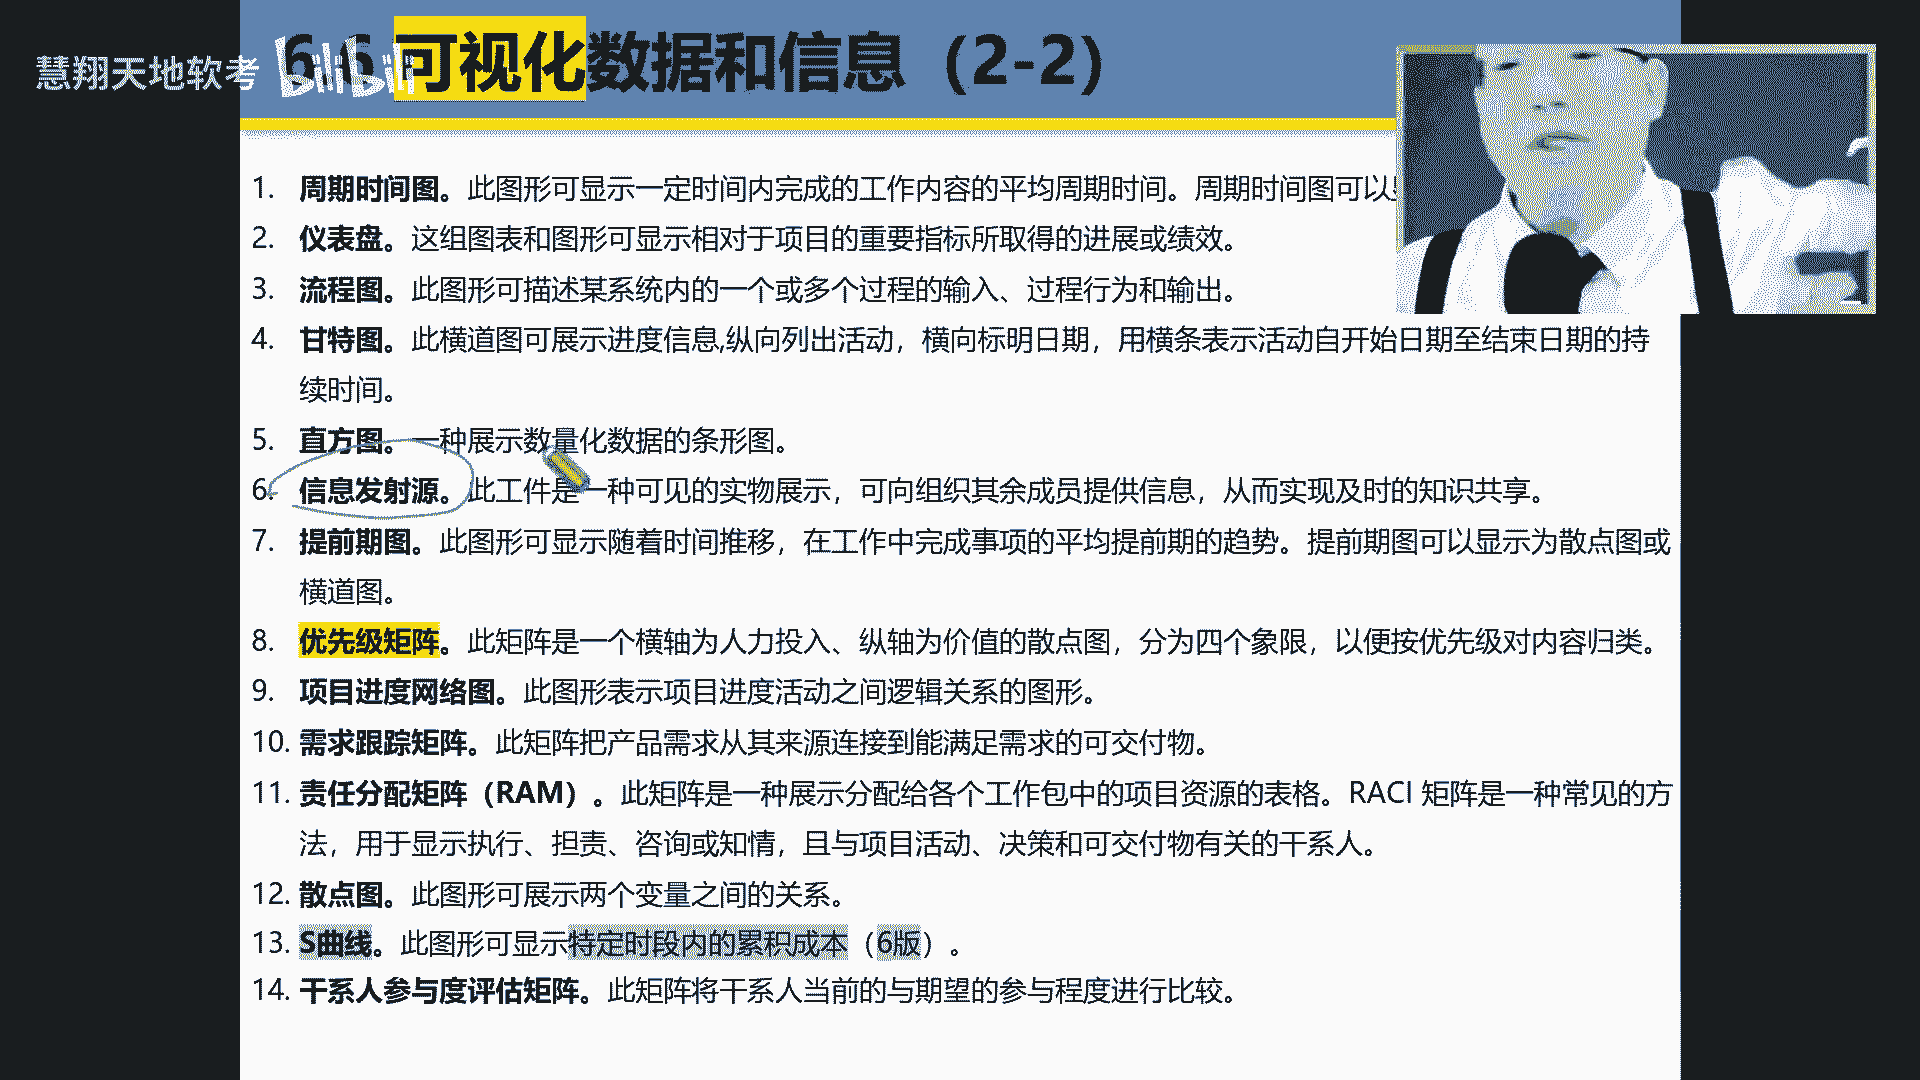 慧翔天地软考 bilibili
6.6 可视化数据和信息（2-2）
1. 周期时间图。此图形可显示一定时间内完成的工作内容的平均周期时间。周期时间图可以
2. 仪表盘。这组图表和图形可显示相对于项目的重要指标所取得的进展或绩效。
3. 流程图。此图形可描述某系统内的一个或多个过程的输入、过程行为和输出。
4. 甘特图。此横道图可展示进度信息,纵向列出活动，横向标明日期，用横条表示活动自开始日期至结束日期的持
续时间。
5. 直方图。一种展示数量化数据的条形图。
6. 信息发射源。此工件是一种可见的实物展示，可向组织其余成员提供信息，从而实现及时的知识共享。
7. 提前期图。此图形可显示随着时间推移，在工作中完成事项的平均提前期的趋势。提前期图可以显示为散点图或
横道图。
8. 优先级矩阵。此矩阵是一个横轴为人力投入、纵轴为价值的散点图，分为四个象限，以便按优先级对内容归类。
9. 项目进度网络图。此图形表示项目进度活动之间逻辑关系的图形。
10. 需求跟踪矩阵。此矩阵把产品需求从其来源连接到能满足需求的可交付物。
11. 责任分配矩阵（RAM）。此矩阵是一种展示分配给各个工作包中的项目资源的表格。RACI 矩阵是一种常见的方
法，用于显示执行、担责、咨询或知情，且与项目活动、决策和可交付物有关的干系人。
12. 散点图。此图形可展示两个变量之间的关系。
13. S曲线。此图形可显示特定时段内的累积成本（6版）。
14. 干系人参与度评估矩阵。此矩阵将干系人当前的与期望的参与程度进行比较。